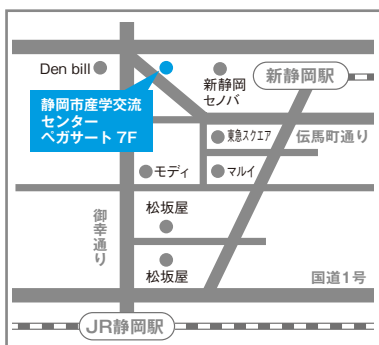 Den bill
新静岡
セノバ
新静岡駅
静岡市産学交流
センター
ペガサート 7F
東急スクエア
伝馬町通り
モディ
マルイ
御幸通り
松坂屋
松坂屋
国道1号
JR静岡駅